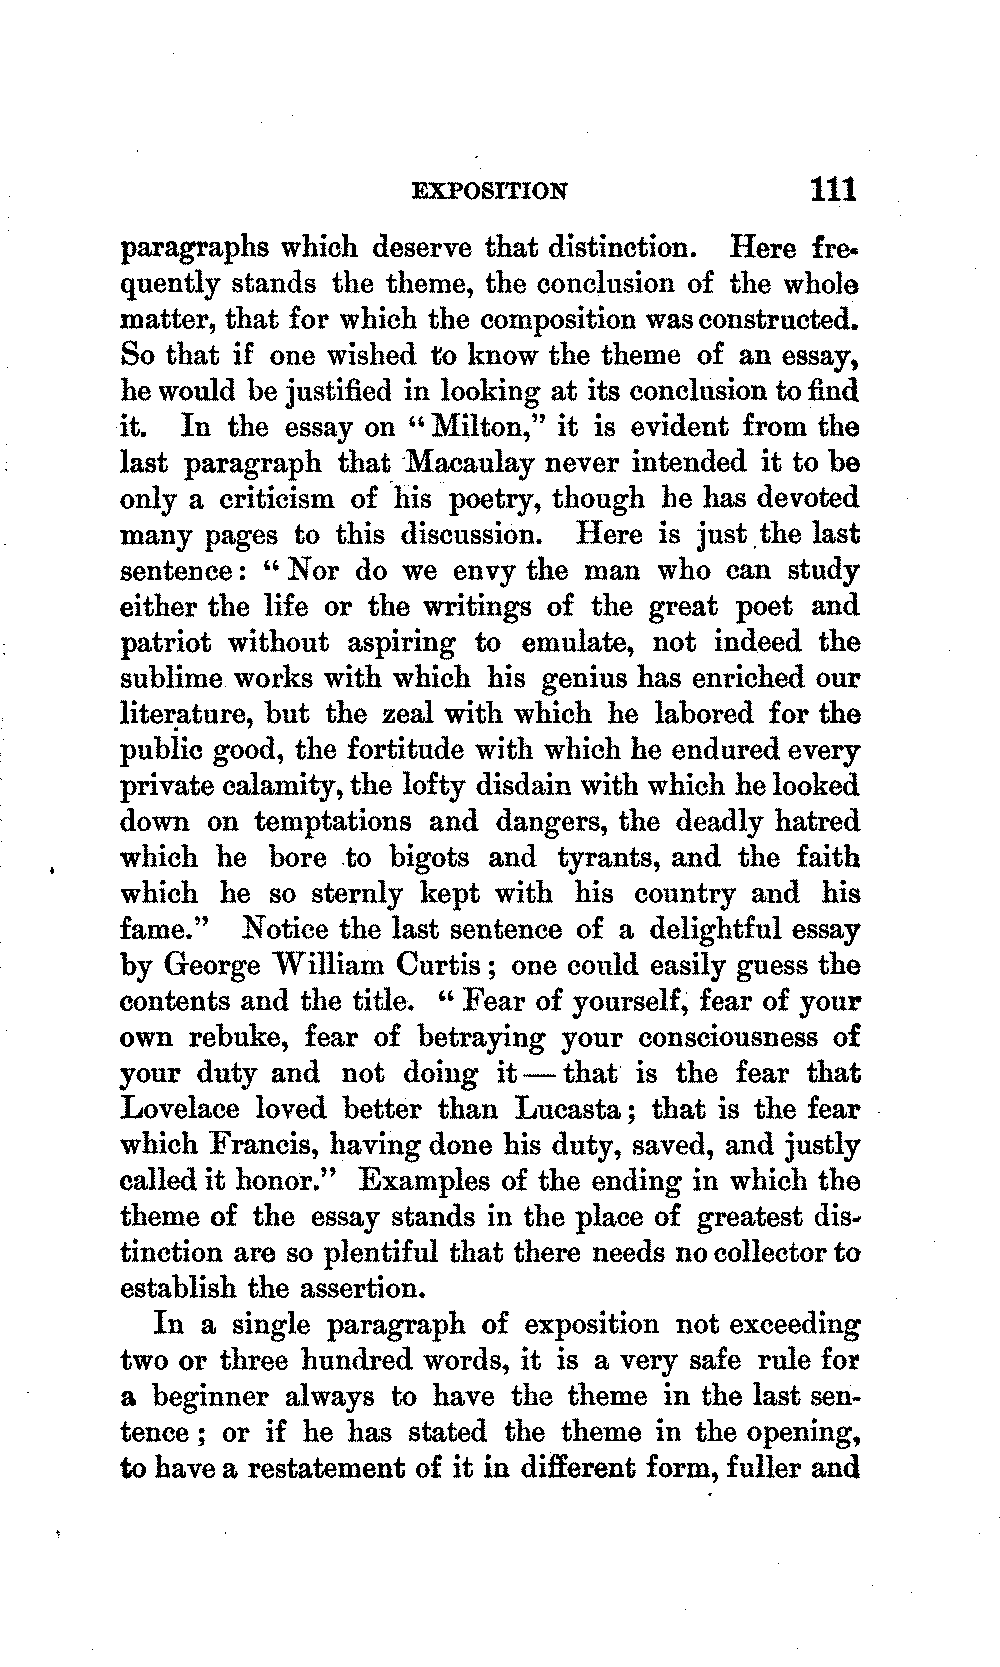 EXPOSITION 111
paragraphs which deserve that distinction. Here fre-
quently stands the theme, the conclusion of the whole
matter, that for which the composition was constructed.
So that if one wished to know the theme of an essay,
he would be justified in looking at its conclusion to find
it. In the essay on “Milton,” it is evident from the
last paragraph that Macaulay never intended it to be
only a criticism of his poetry, though he has devoted
many pages to this discussion. Here is just the last
sentence: “Nor do we envy the man who can study
either the life or the writings of the great poet and
patriot without aspiring to emulate, not indeed the
sublime works with which his genius has enriched our
literature, but the zeal with which he labored for the
public good, the fortitude with which he endured every
private calamity, the lofty disdain with which he looked
down on temptations and dangers, the deadly hatred
which he bore to bigots and tyrants, and the faith
which he so sternly kept with his country and his
fame.” Notice the last sentence of a delightful essay
by George William Curtis; one could easily guess the
contents and the title. “Fear of yourself, fear of your
own rebuke, fear of betraying your consciousness of
your duty and not doing it — that is the fear that
Lovelace loved better than Lucasta; that is the fear
which Francis, having done his duty, saved, and justly
called it honor.” Examples of the ending in which the
theme of the essay stands in the place of greatest dis-
tinction are so plentiful that there needs no collector to
establish the assertion.
In a single paragraph of exposition not exceeding
two or three hundred words, it is a very safe rule for
a beginner always to have the theme in the last sen-
tence; or if he has stated the theme in the opening,
to have a restatement of it in different form, fuller and